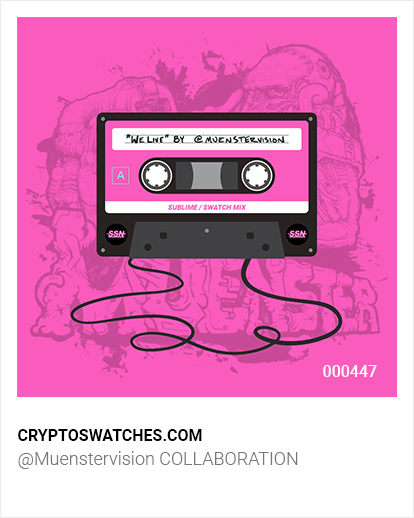 "WE LIVE" BY @MUENSTERVISION
A
SUBLIME / SWATCH MIX
SSN SSN
000447
CRYPTOSWATCHES.COM
@Muenstervision COLLABORATION